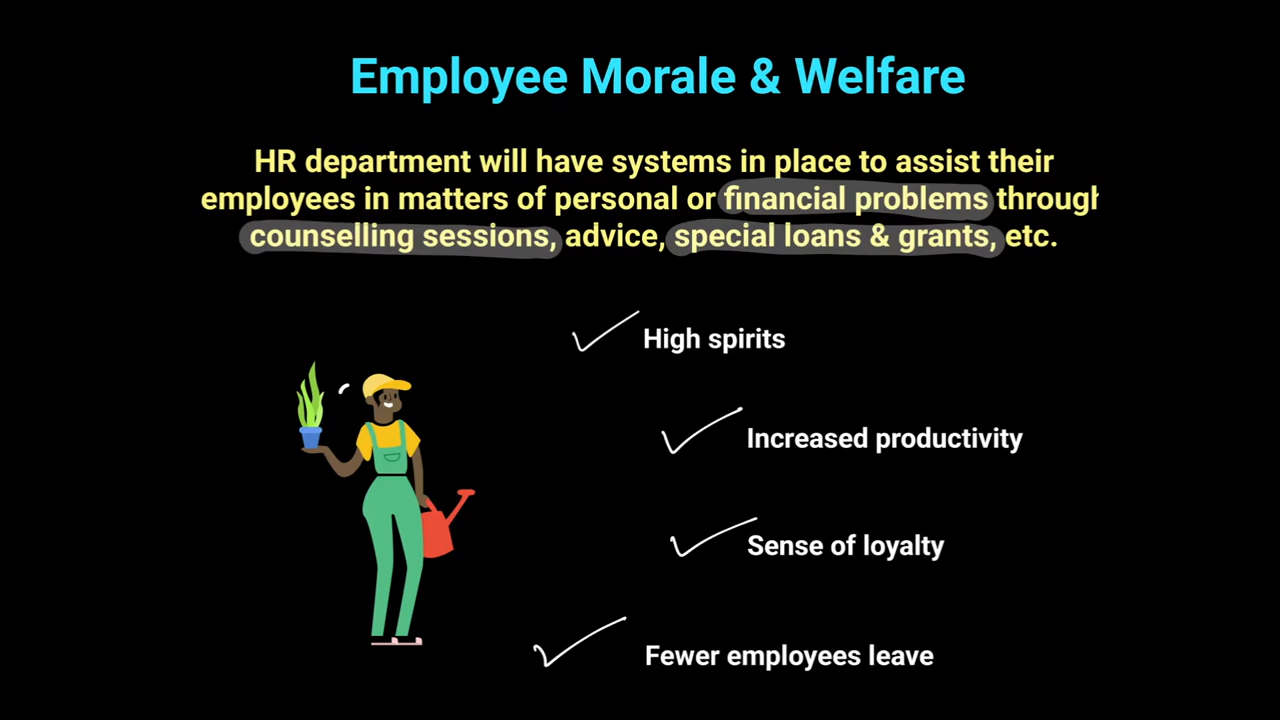 Employee Morale & Welfare
HR department will have systems in place to assist their
employees in matters of personal or financial problems through
counselling sessions, advice, special loans & grants, etc.
High spirits
Increased productivity
Sense of loyalty
Fewer employees leave